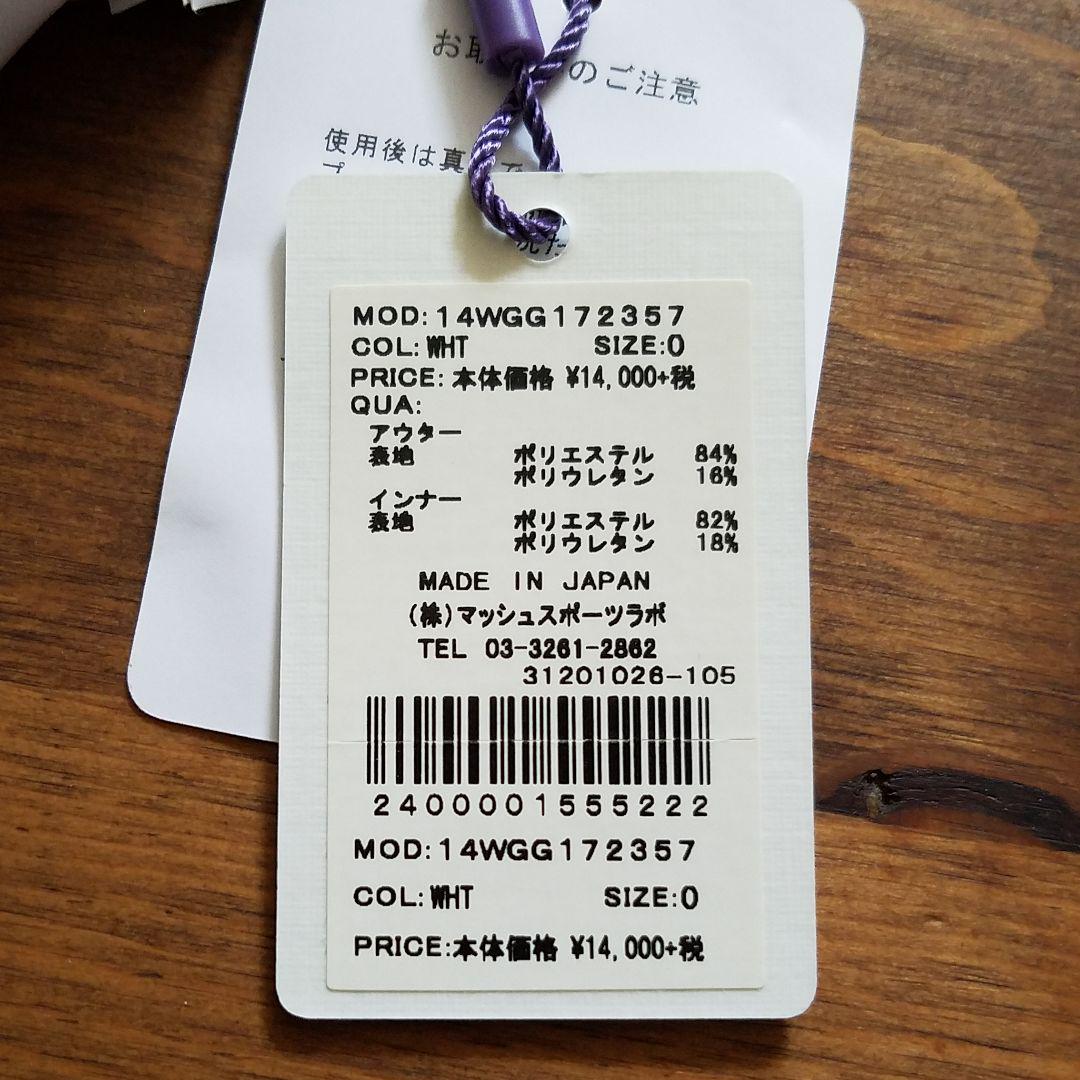 のご注意
使用後は
MOD:14WGG172357
COL:WHT SIZE:0
PRICE:本体価格 ¥14,000+税
QUA:
アウター
表地 ポリエステル 84%
ポリウレタン 16%
インナー
表地 ポリエステル 82%
ポリウレタン 18%
MADE IN JAPAN
(株)マッシュスポーツラボ
TEL 03-3261-2862
31201026-105
2400001555222
MOD:14WGG172357
COL:WHT SIZE:0
PRICE:本体価格 ¥14,000+税